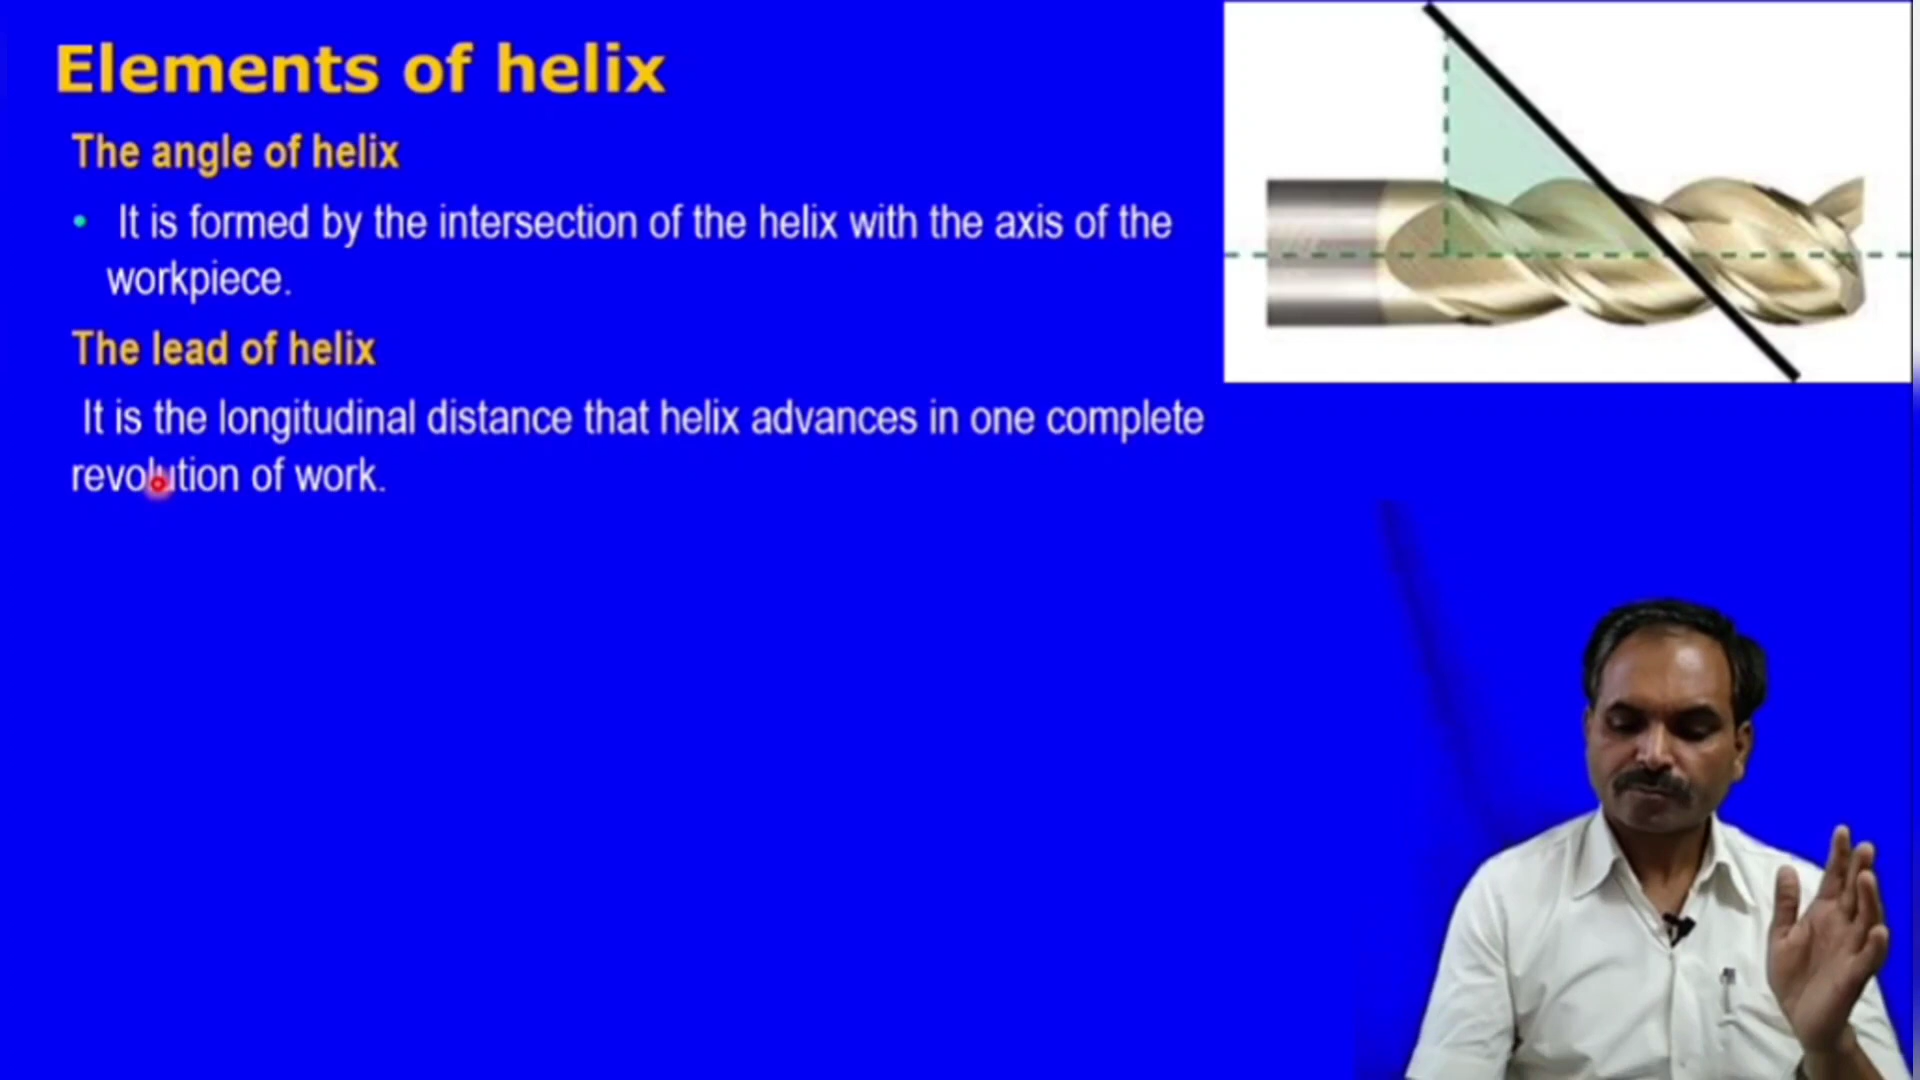 Elements of helix
The angle of helix
• It is formed by the intersection of the helix with the axis of the
workpiece.
The lead of helix
It is the longitudinal distance that helix advances in one complete
revolution of work.